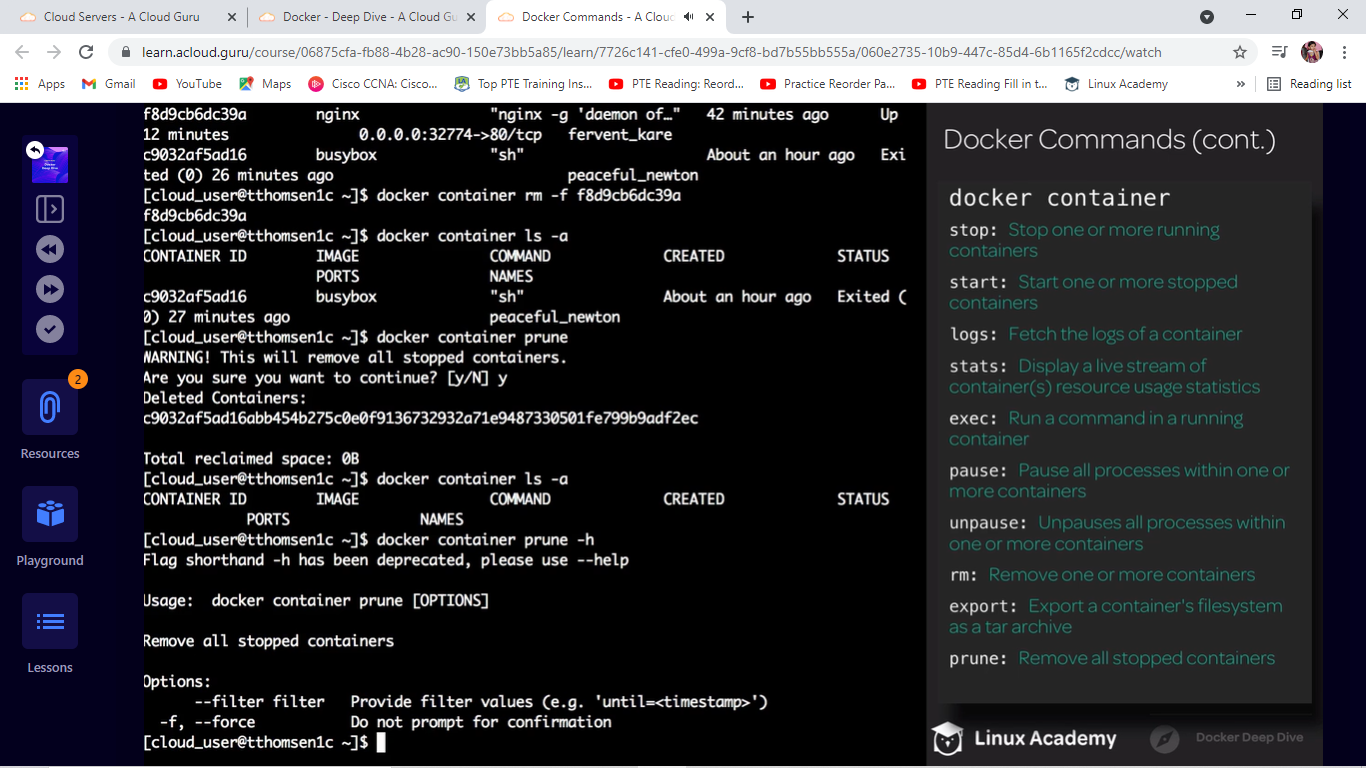 Cloud Servers - A Cloud Guru
Docker - Deep Dive - A Cloud Gu
Docker Commands - A Cloud
learn.acloud.guru/course/06875cfa-fb88-4b28-ac90-150e73bb5a85/learn/7726c141-cfe0-499a-9cf8-bd7b55bb555a/060e2735-10b9-447c-85d4-6b1165f2cdcc/watch
Apps
Gmail
YouTube
Maps
Cisco CCNA: Cisco...
Top PTE Training Ins...
PTE Reading: Reord...
Practice Reorder Pa...
PTE Reading Fill in t...
Linux Academy
»
Reading list
2
Resources
Playground
Lessons
f8d9cb6dc39a nginx "nginx -g 'daemon of…" 42 minutes ago Up
12 minutes 0.0.0.0:32774->80/tcp fervent_kare
c9032af5ad16 busybox "sh" About an hour ago Exi
ted (0) 26 minutes ago peaceful_newton
[cloud_user@tthomsen1c ~]$ docker container rm -f f8d9cb6dc39a
f8d9cb6dc39a
[cloud_user@tthomsen1c ~]$ docker container ls -a
CONTAINER ID IMAGE COMMAND CREATED STATUS
PORTS NAMES
c9032af5ad16 busybox "sh" About an hour ago Exited (
0) 27 minutes ago peaceful_newton
[cloud_user@tthomsen1c ~]$ docker container prune
WARNING! This will remove all stopped containers.
Are you sure you want to continue? [y/N] y
Deleted Containers:
c9032af5ad16abb454b275c0e0f9136732932a71e9487330501fe799b9adf2ec
Total reclaimed space: 0B
[cloud_user@tthomsen1c ~]$ docker container ls -a
CONTAINER ID IMAGE COMMAND CREATED STATUS
PORTS NAMES
[cloud_user@tthomsen1c ~]$ docker container prune -h
Flag shorthand -h has been deprecated, please use --help
Usage: docker container prune [OPTIONS]
Remove all stopped containers
Options:
--filter filter Provide filter values (e.g. 'until=<timestamp>')
-f, --force Do not prompt for confirmation
[cloud_user@tthomsen1c ~]$
Docker Commands (cont.)
docker container
stop: Stop one or more running
containers
start: Start one or more stopped
containers
logs: Fetch the logs of a container
stats: Display a live stream of
container(s) resource usage statistics
exec: Run a command in a running
container
pause: Pause all processes within one or
more containers
unpause: Unpauses all processes within
one or more containers
rm: Remove one or more containers
export: Export a container's filesystem
as a tar archive
prune: Remove all stopped containers
Linux Academy
Docker Deep Dive